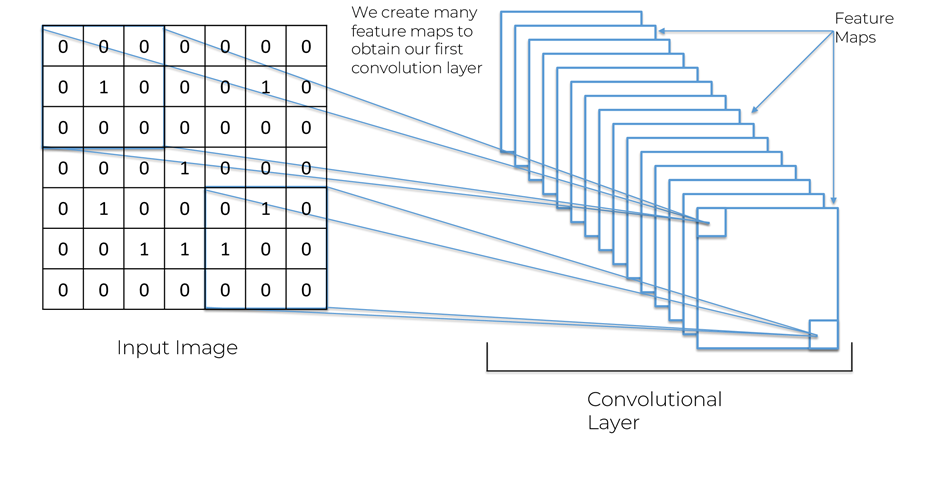 We create many
feature maps to
obtain our first
convolution layer
Feature
Maps
0 0 0 0 0 0 0
0 1 0 0 0 1 0
0 0 0 0 0 0 0
0 0 0 1 0 0 0
0 1 0 0 0 1 0
0 0 1 1 1 0 0
0 0 0 0 0 0 0
Input Image
Convolutional
Layer